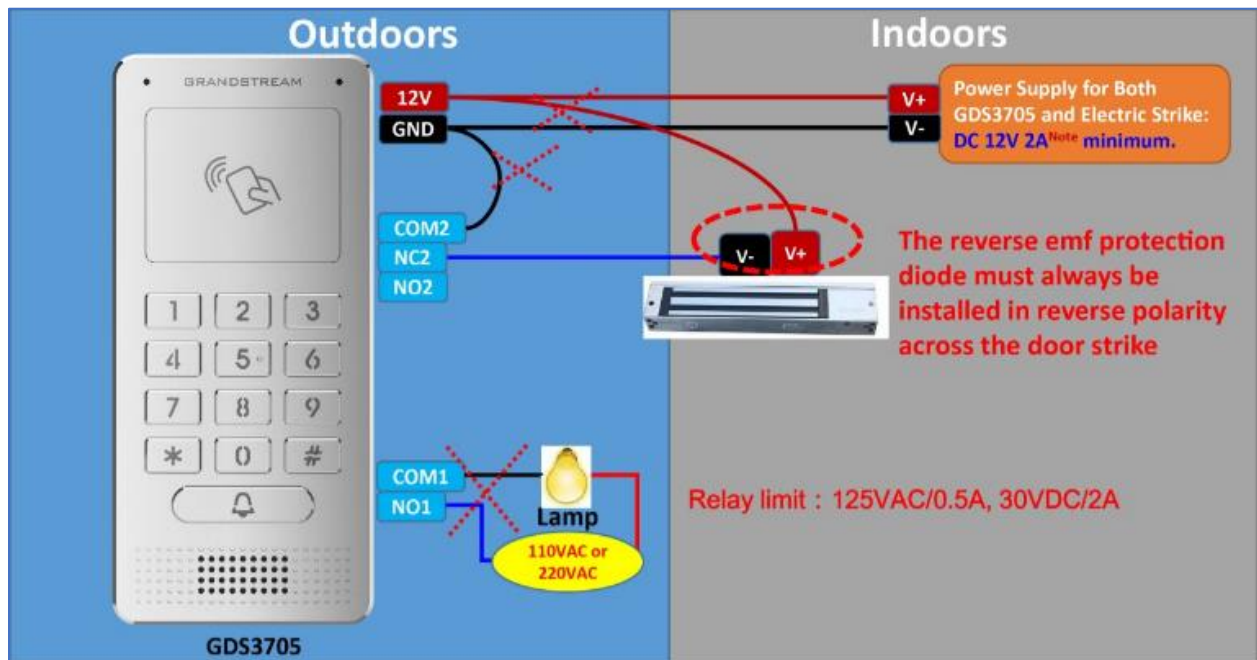 Outdoors
Indoors
GRANDSTREAM
12V
GND
COM2
NC2
NO2
V+
V-
Power Supply for Both
GDS3705 and Electric Strike:
DC 12V 2A Note minimum.
V-
V+
The reverse emf protection
diode must always be
installed in reverse polarity
across the door strike
1 2 3
4 5 6
7 8 9
* 0 #
COM1
NO1
Lamp
110VAC or
220VAC
Relay limit : 125VAC/0.5A, 30VDC/2A
GDS3705